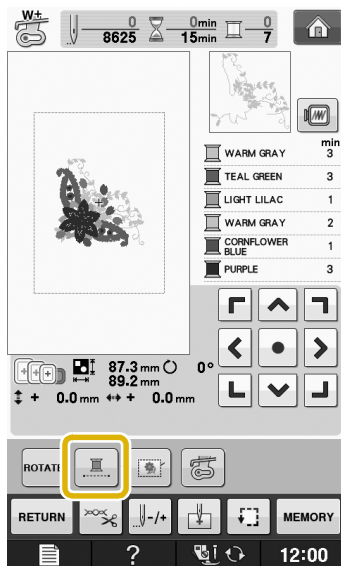 W+
0 0min 0
8625 15min 7
min
WARM GRAY 3
TEAL GREEN 3
LIGHT LILAC 1
WARM GRAY 2
CORNFLOWER
BLUE 1
PURPLE 3
87.3 mm 0°
89.2 mm
+ 0.0 mm + 0.0 mm
ROTATE
RETURN -/+ MEMORY
? 12:00